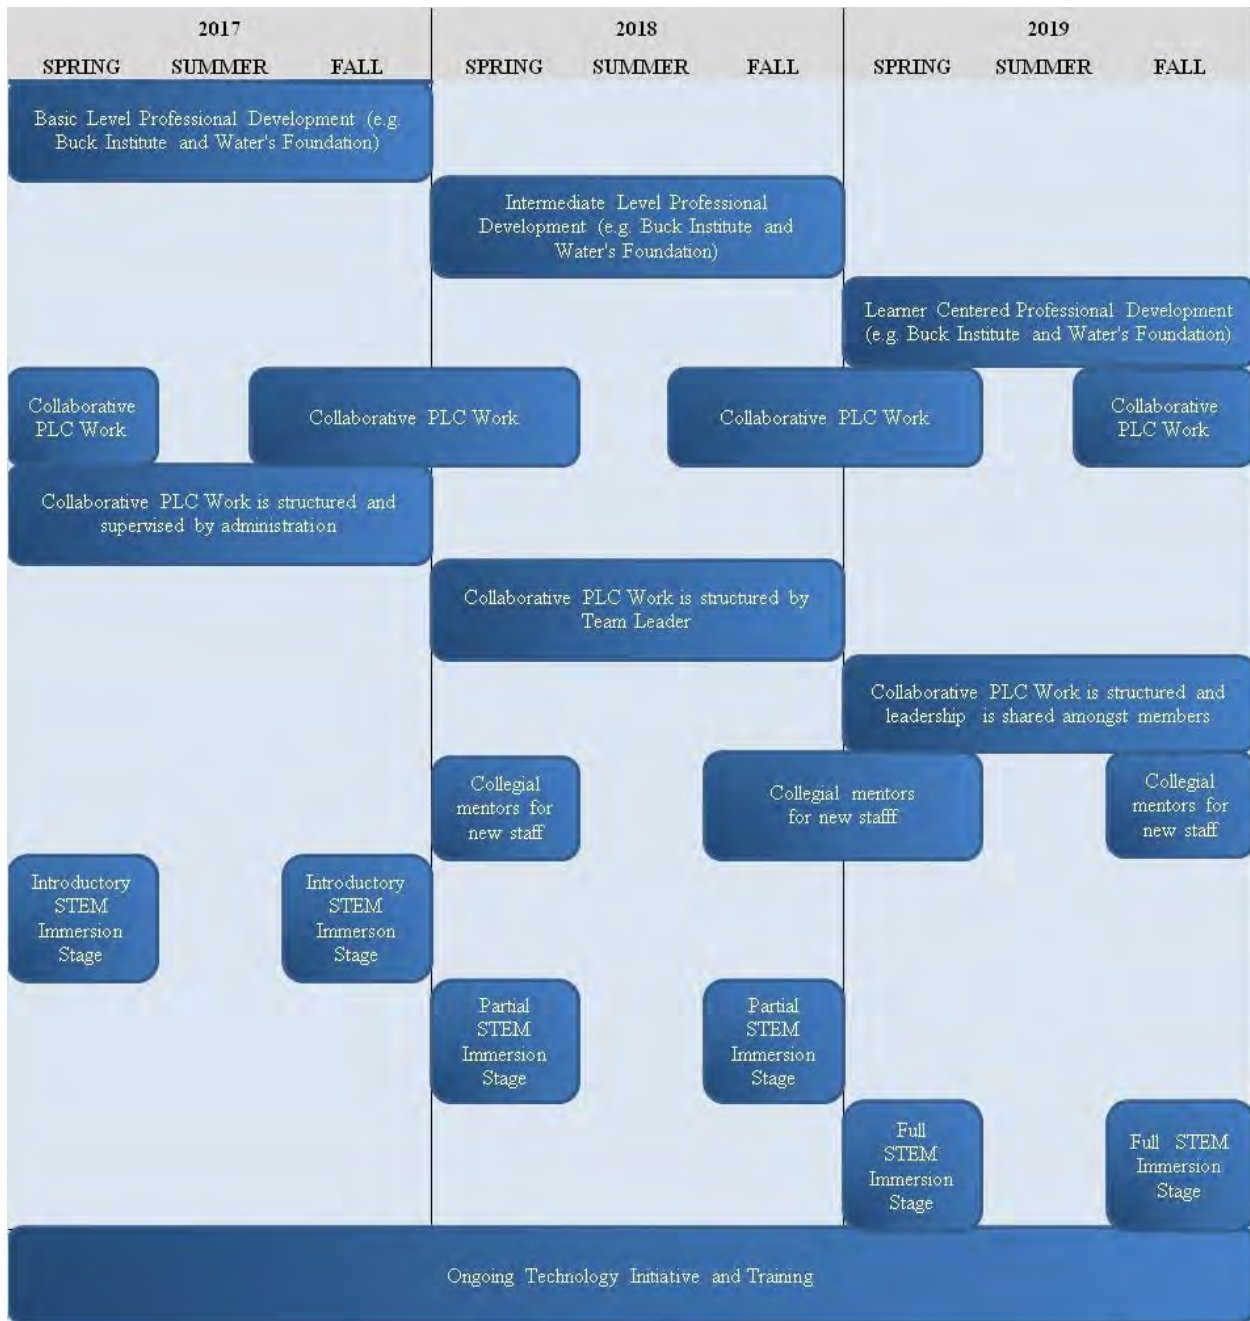 2017 2018 2019
SPRING SUMMER FALL SPRING SUMMER FALL SPRING SUMMER FALL
Basic Level Professional Development (e.g.
Buck Institute and Water's Foundation)
Intermediate Level Professional
Development (e.g. Buck Institute and
Water's Foundation)
Learner Centered Professional Development
(e.g. Buck Institute and Water's Foundation)
Collaborative
PLC Work
Collaborative PLC Work
Collaborative PLC Work
Collaborative
PLC Work
Collaborative PLC Work is structured and
supervised by administration
Collaborative PLC Work is structured by
Team Leader
Collaborative PLC Work is structured and
leadership is shared amongst members
Collegial
mentors for
new staff
Collegial mentors
for new stafff
Collegial
mentors for
new staff
Introductory
STEM
Immersion
Stage
Introductory
STEM
Immerson
Stage
Partial
STEM
Immersion
Stage
Partial
STEM
Immersion
Stage
Full
STEM
Immersion
Stage
Full STEM
Immersion
Stage
Ongoing Technology Initiative and Training